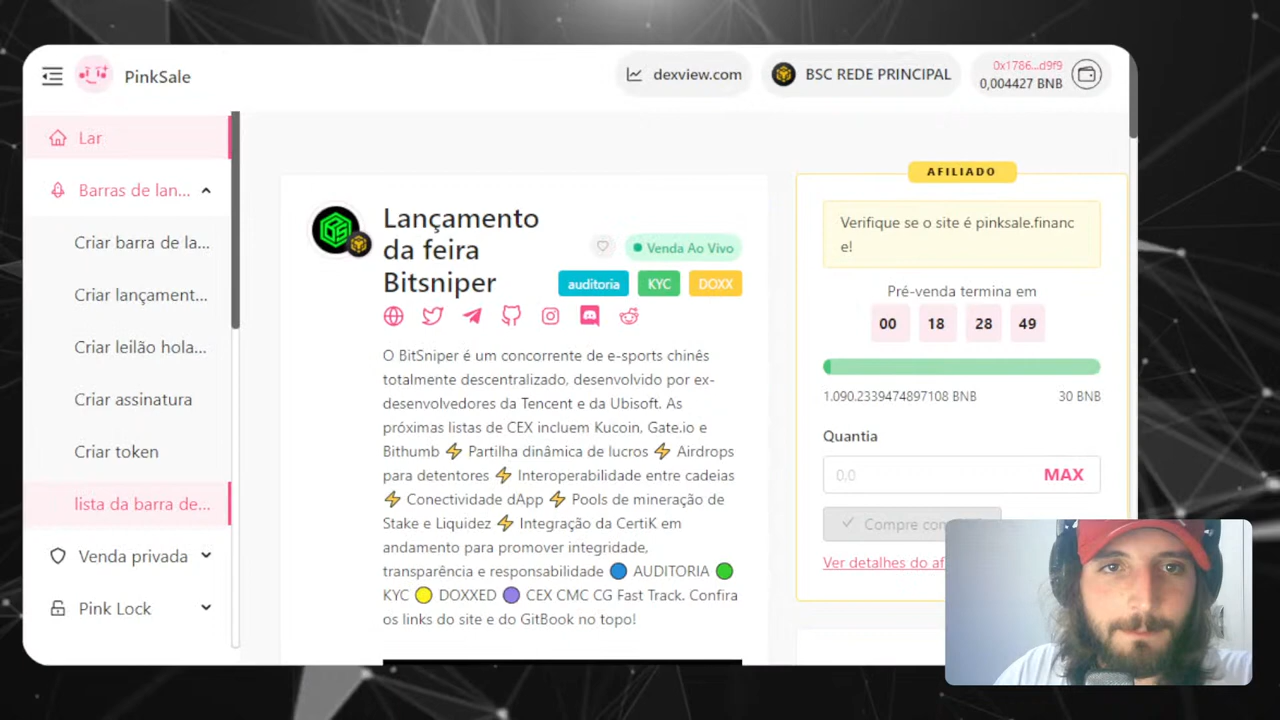 PinkSale
dexview.com
BSC REDE PRINCIPAL
0x1786...d9f9
0,004427 BNB
Lar
Barras de lan...
Criar barra de la...
Criar lançament...
Criar leilão hola...
Criar assinatura
Criar token
lista da barra de...
Venda privada
Pink Lock
Lançamento
da feira
Bitsniper
Venda Ao Vivo
auditoria
KYC
DOXX
O BitSniper é um concorrente de e-sports chinês
totalmente descentralizado, desenvolvido por ex-
desenvolvedores da Tencent e da Ubisoft. As
próximas listas de CEX incluem Kucoin, Gate.io e
Bithumb ⚡ Partilha dinâmica de lucros ⚡ Airdrops
para detentores ⚡ Interoperabilidade entre cadeias
⚡ Conectividade dApp ⚡ Pools de mineração de
Stake e Liquidez ⚡ Integração da CertiK em
andamento para promover integridade,
transparência e responsabilidade 🔵 AUDITORIA 🟢
KYC 🟡 DOXXED 🟣 CEX CMC CG Fast Track. Confira
os links do site e do GitBook no topo!
AFILIADO
Verifique se o site é pinksale.financ
e!
Pré-venda termina em
00 18 28 49
1.090.2339474897108 BNB
30 BNB
Quantia
0,0
MAX
Compre con
Ver detalhes do af